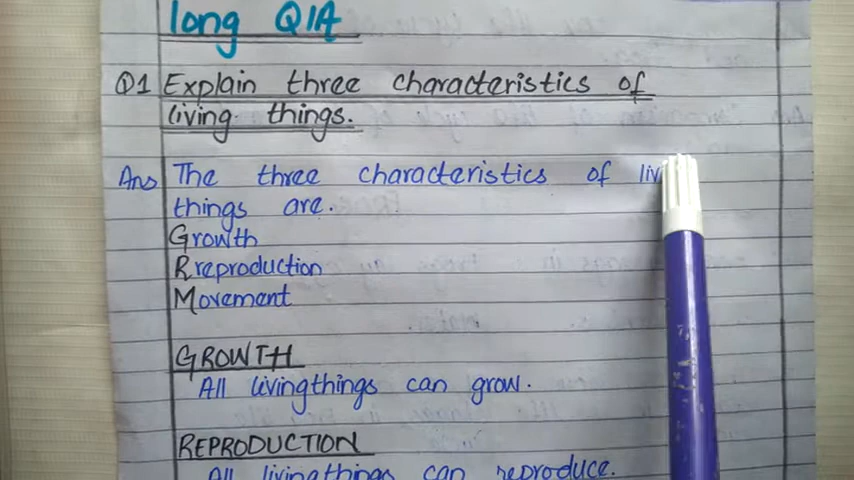 long Q1A
Q1 Explain three characteristics of
living things.
Ans The three characteristics of liv
things are.
Growth
Rreproduction
Movement
GROWTH
All livingthings can grow.
REPRODUCTION
All livingthings can reproduce.